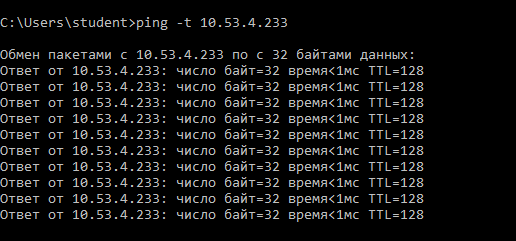 C:\Users\student>ping -t 10.53.4.233
Обмен пакетами с 10.53.4.233 по с 32 байтами данных:
Ответ от 10.53.4.233: число байт=32 время<1мс TTL=128
Ответ от 10.53.4.233: число байт=32 время<1мс TTL=128
Ответ от 10.53.4.233: число байт=32 время<1мс TTL=128
Ответ от 10.53.4.233: число байт=32 время<1мс TTL=128
Ответ от 10.53.4.233: число байт=32 время<1мс TTL=128
Ответ от 10.53.4.233: число байт=32 время<1мс TTL=128
Ответ от 10.53.4.233: число байт=32 время<1мс TTL=128
Ответ от 10.53.4.233: число байт=32 время<1мс TTL=128
Ответ от 10.53.4.233: число байт=32 время<1мс TTL=128
Ответ от 10.53.4.233: число байт=32 время<1мс TTL=128